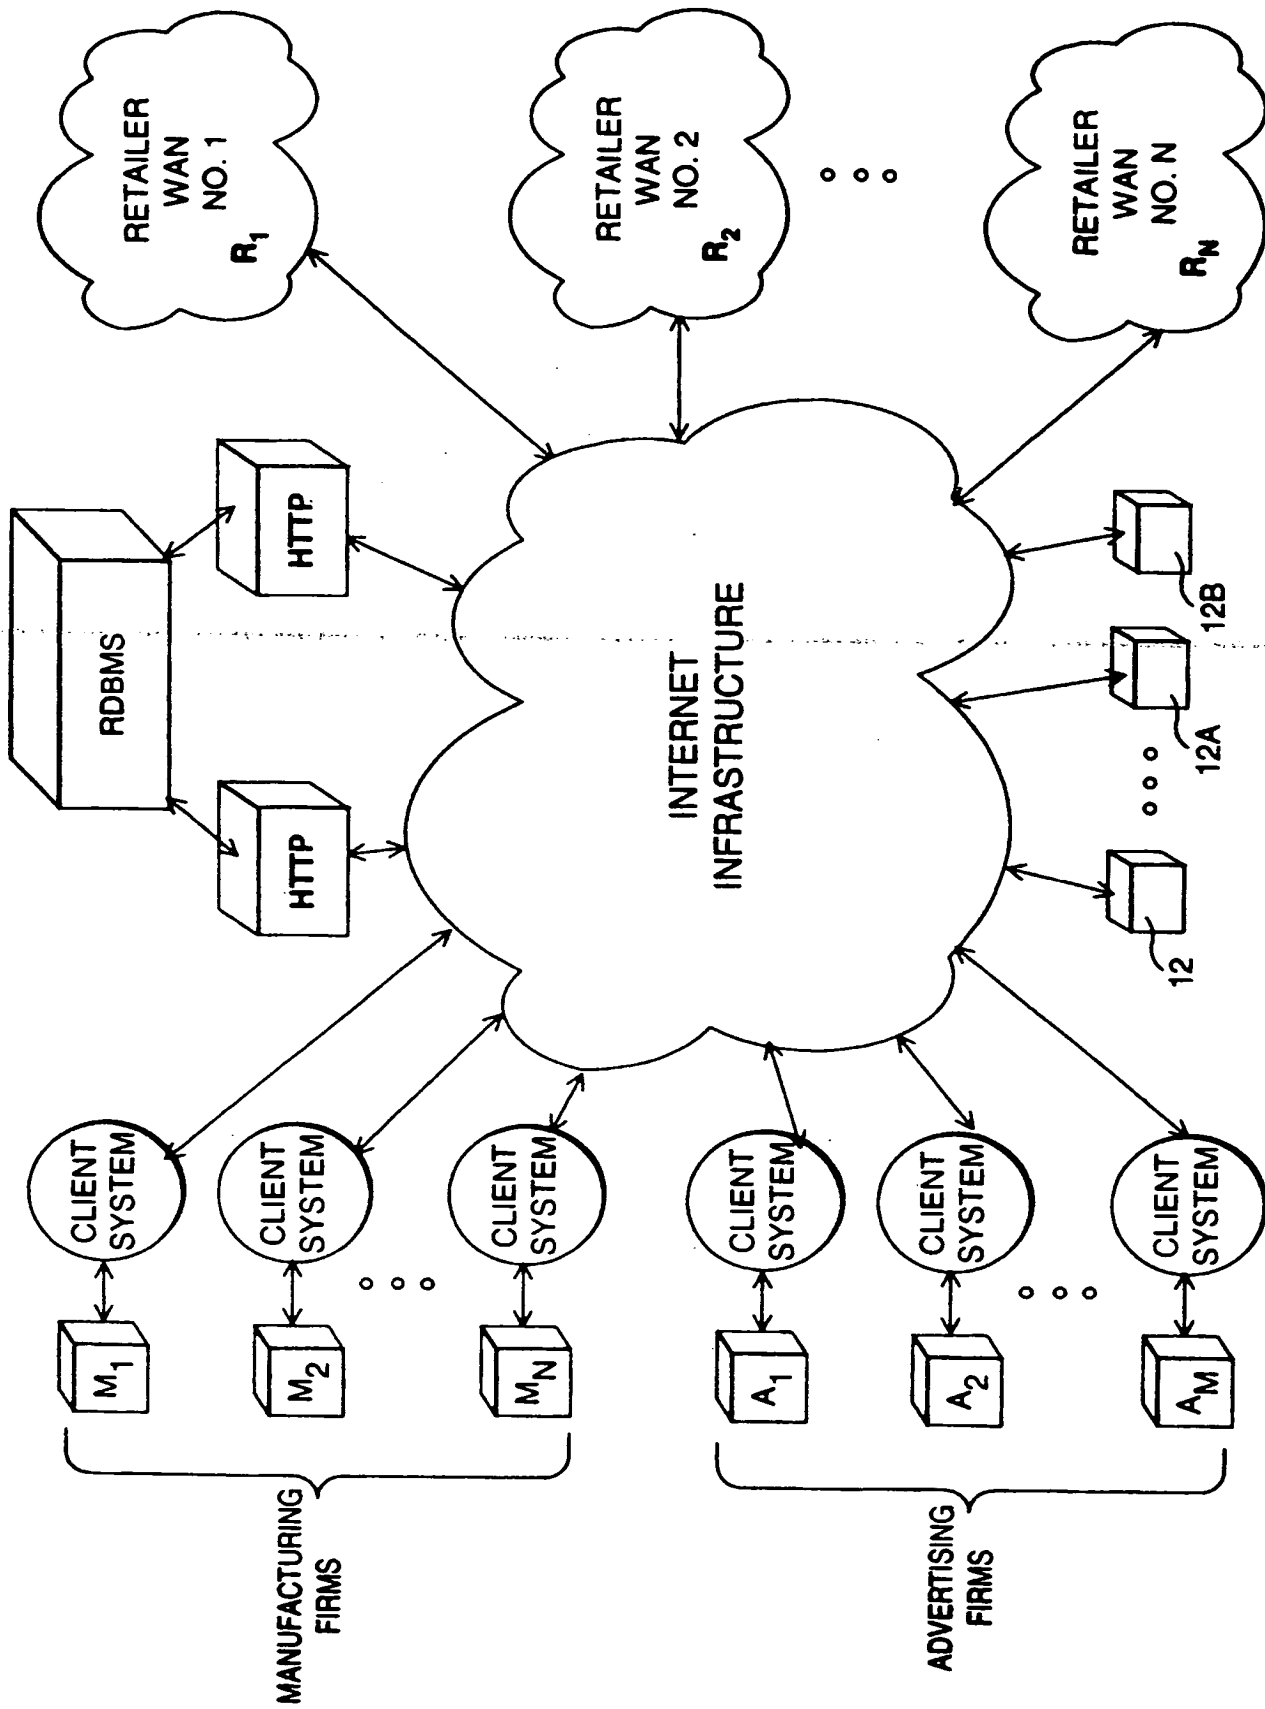 MANUFACTURING
FIRMS
M1
M2
MN
CLIENT
SYSTEM
CLIENT
SYSTEM
CLIENT
SYSTEM
ADVERTISING
FIRMS
A1
A2
AM
CLIENT
SYSTEM
CLIENT
SYSTEM
CLIENT
SYSTEM
RDBMS
HTTP
HTTP
INTERNET
INFRASTRUCTURE
12
12A
12B
RETAILER
WAN
NO. 1
R1
RETAILER
WAN
NO. 2
R2
RETAILER
WAN
NO. N
RN